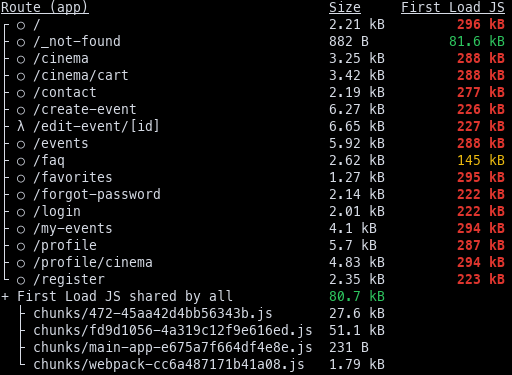 Route (app) Size First Load JS
┌ ○ / 2.21 kB 296 kB
├ ○ /_not-found 882 B 81.6 kB
├ ○ /cinema 3.25 kB 288 kB
├ ○ /cinema/cart 3.42 kB 288 kB
├ ○ /contact 2.19 kB 277 kB
├ ○ /create-event 6.27 kB 226 kB
├ λ /edit-event/[id] 6.65 kB 227 kB
├ ○ /events 5.92 kB 288 kB
├ ○ /faq 2.62 kB 145 kB
├ ○ /favorites 1.27 kB 295 kB
├ ○ /forgot-password 2.14 kB 222 kB
├ ○ /login 2.01 kB 222 kB
├ ○ /my-events 4.1 kB 294 kB
├ ○ /profile 5.7 kB 287 kB
├ ○ /profile/cinema 4.83 kB 294 kB
└ ○ /register 2.35 kB 223 kB
+ First Load JS shared by all 80.7 kB
├ chunks/472-45aa42d4bb56343b.js 27.6 kB
├ chunks/fd9d1056-4a319c12f9e616ed.js 51.1 kB
├ chunks/main-app-e675a7f664df4e8e.js 231 B
└ chunks/webpack-cc6a487171b41a08.js 1.79 kB